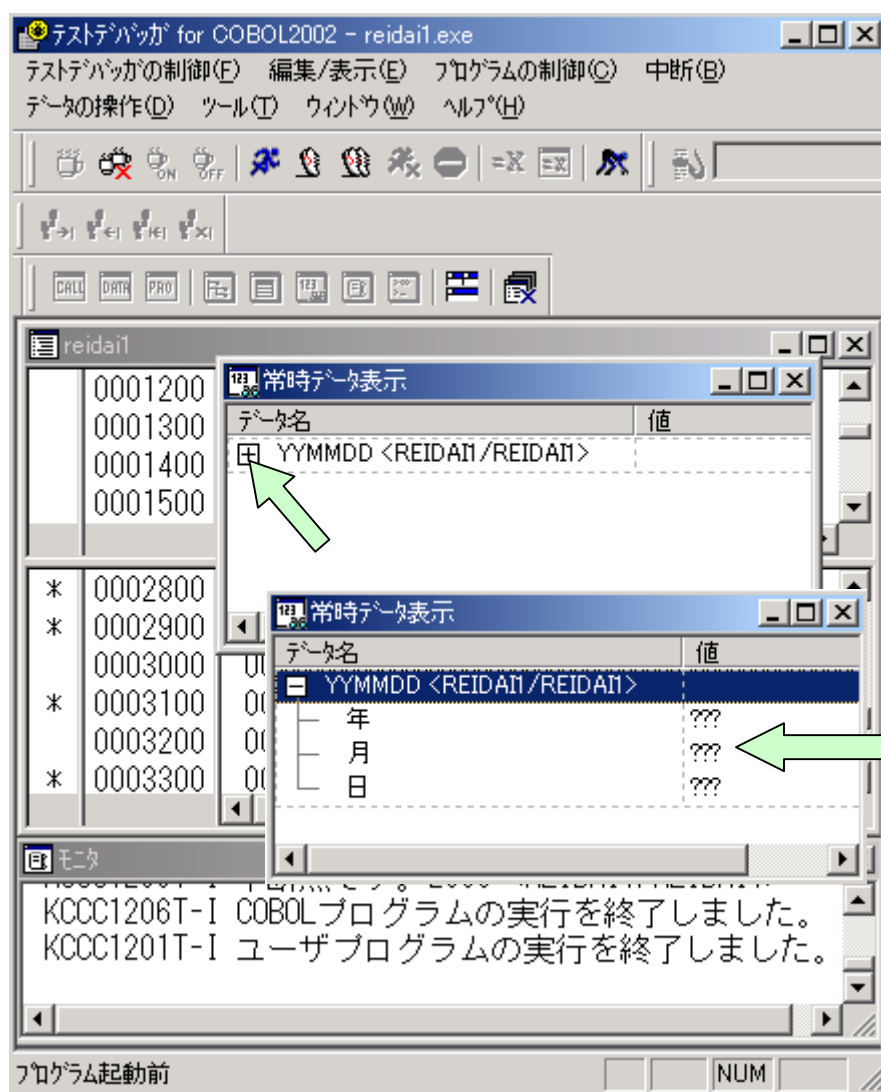 テストデバッガ for COBOL2002 - reidai1.exe
テストデバッガの制御(F) 編集/表示(E) プログラムの制御(C) 中断(B)
データの操作(D) ツール(T) ウィンドウ(W) ヘルプ(H)
ON OFF =X =X
CALL DATA PRO 123
reidai1
0001200
0001300
0001400
0001500
常時データ表示
データ名 値
YYMMDD <REIDAI1/REIDAI1>
* 0002800
* 0002900
0003000
* 0003100
0003200
* 0003300
常時データ表示
データ名 値
YYMMDD <REIDAI1/REIDAI1>
年 ???
月 ???
日 ???
モニタ
KCCC1206T-I COBOLプログラムの実行を終了しました。
KCCC1201T-I ユーザプログラムの実行を終了しました。
プログラム起動前 NUM